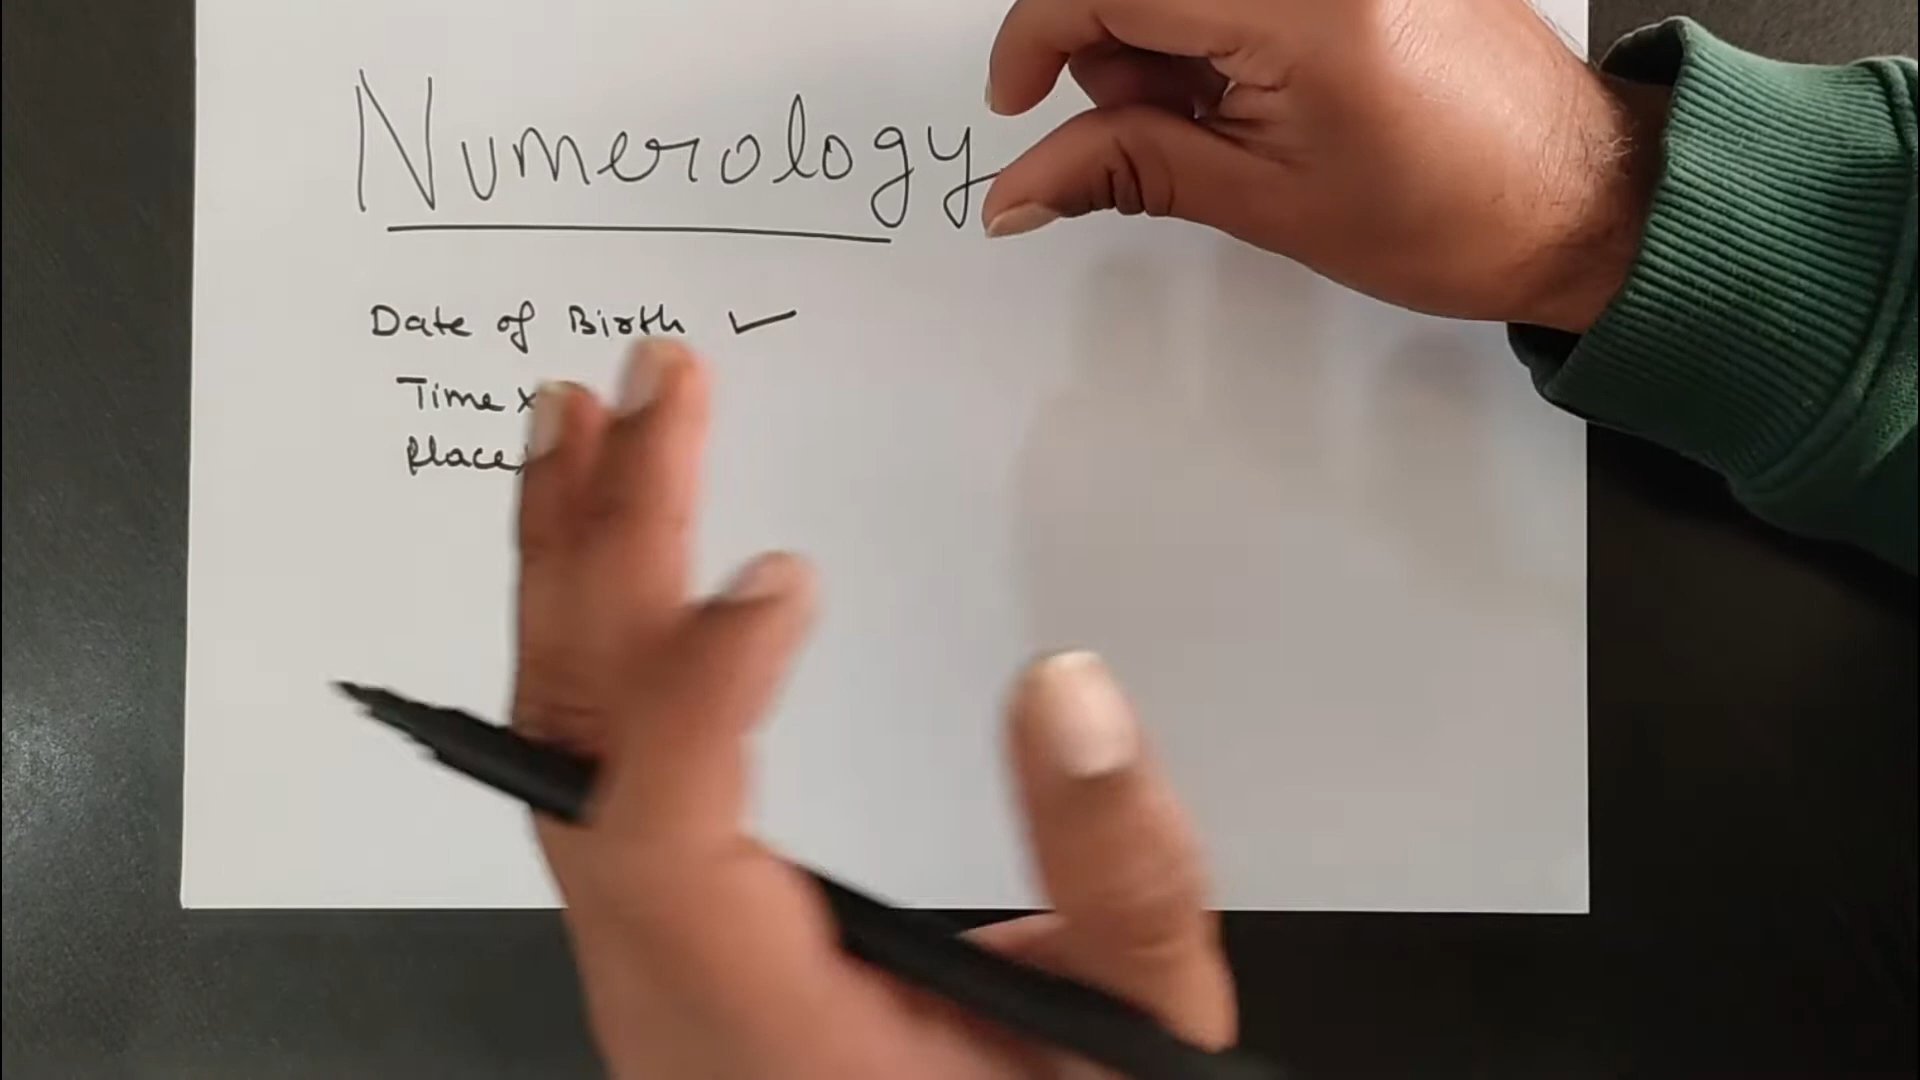 Numerology
Date of Birth ✓
Time ×
Place